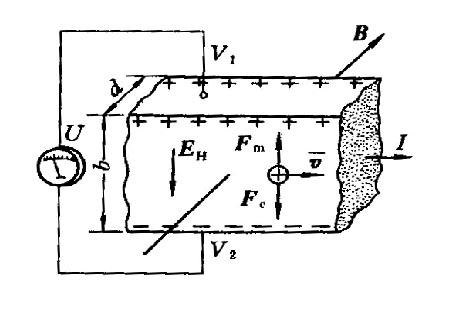 V₁
B
d
+ + + + + + +
U
+ + + + + +
b
E_H
F_m
+
v̄
I
F_e
− − − − − − − −
V₂